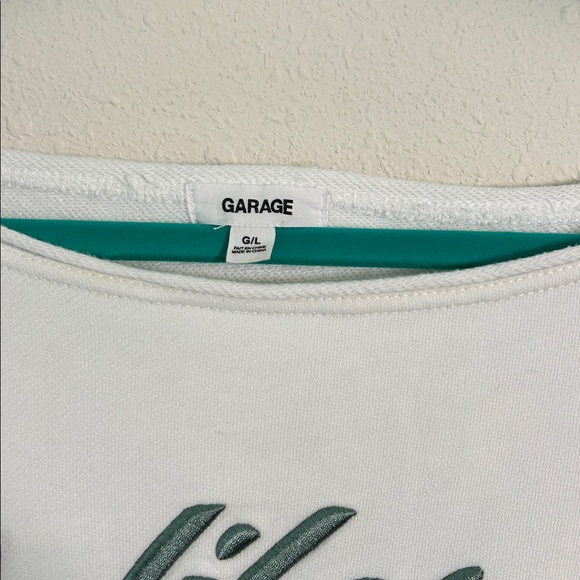 GARAGE
G/L
FAIT EN CHINE
MADE IN CHINA